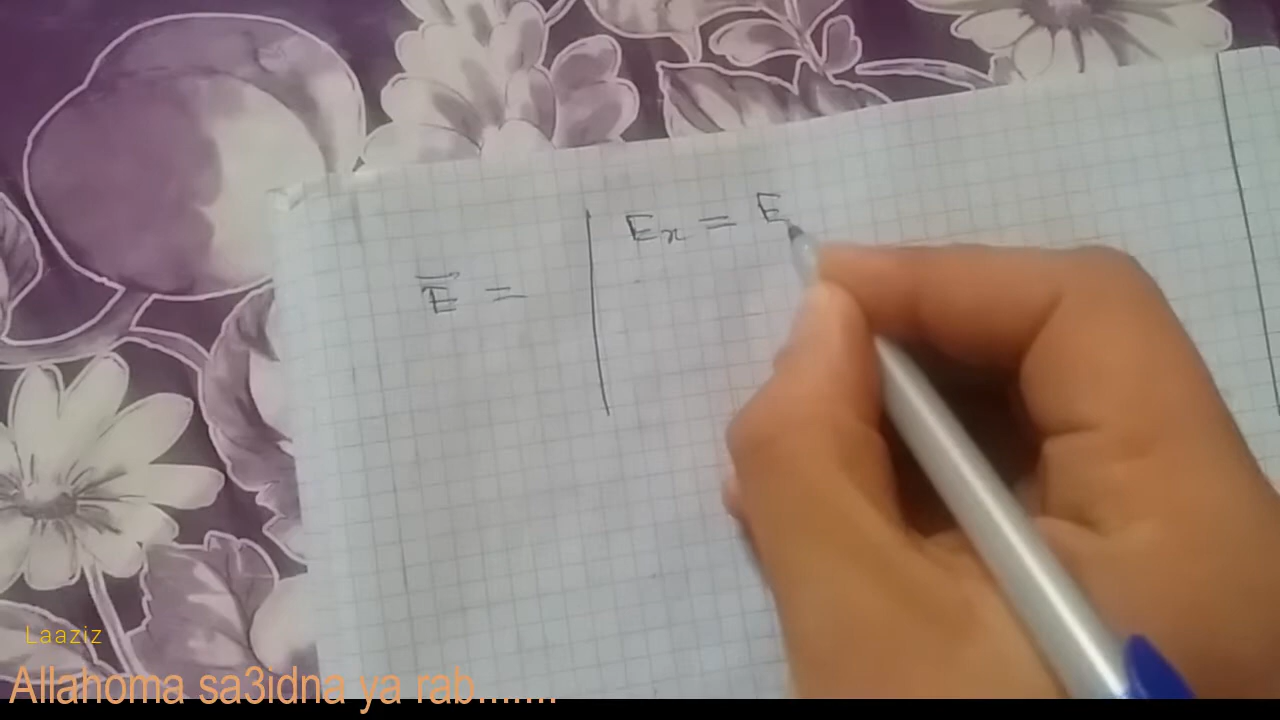 Ex = E
E⃗ =
Laaziz
Allahoma sa3idna ya rab.......